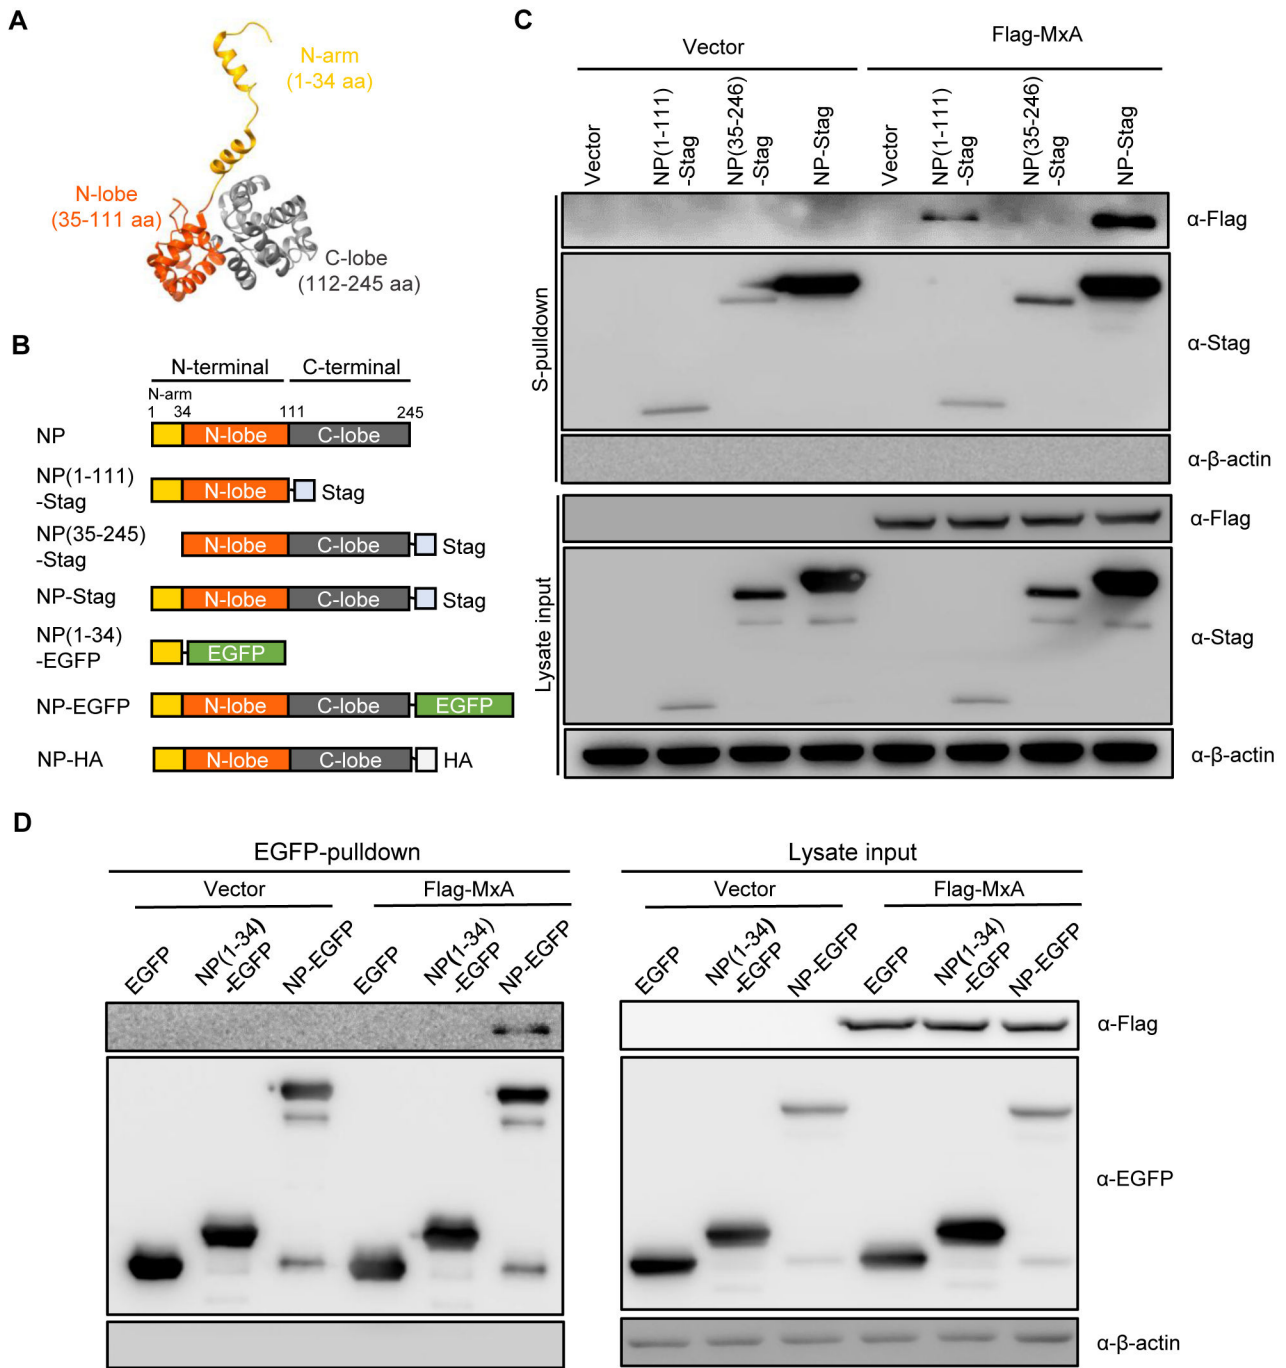 A
N-arm
(1-34 aa)
N-lobe
(35-111 aa)
C-lobe
(112-245 aa)
B
N-terminal
C-terminal
N-arm
1 34 111 245
NP
N-lobe C-lobe
NP(1-111)
-Stag
N-lobe
Stag
NP(35-245)
-Stag
N-lobe C-lobe
Stag
NP-Stag
N-lobe C-lobe
Stag
NP(1-34)
-EGFP
EGFP
NP-EGFP
N-lobe C-lobe EGFP
NP-HA
N-lobe C-lobe
HA
C
Vector
Flag-MxA
Vector
NP(1-111)
-Stag
NP(35-246)
-Stag
NP-Stag
Vector
NP(1-111)
-Stag
NP(35-246)
-Stag
NP-Stag
S-pulldown
α-Flag
α-Stag
α-β-actin
Lysate input
α-Flag
α-Stag
α-β-actin
D
EGFP-pulldown
Lysate input
Vector
Flag-MxA
Vector
Flag-MxA
EGFP
NP(1-34)
-EGFP
NP-EGFP
EGFP
NP(1-34)
-EGFP
NP-EGFP
EGFP
NP(1-34)
-EGFP
NP-EGFP
EGFP
NP(1-34)
-EGFP
NP-EGFP
α-Flag
α-EGFP
α-β-actin